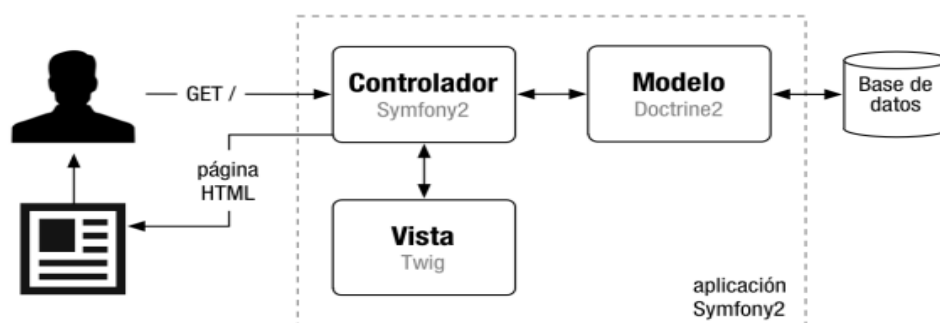 GET /
Controlador
Symfony2
Modelo
Doctrine2
Base de
datos
página
HTML
Vista
Twig
aplicación
Symfony2